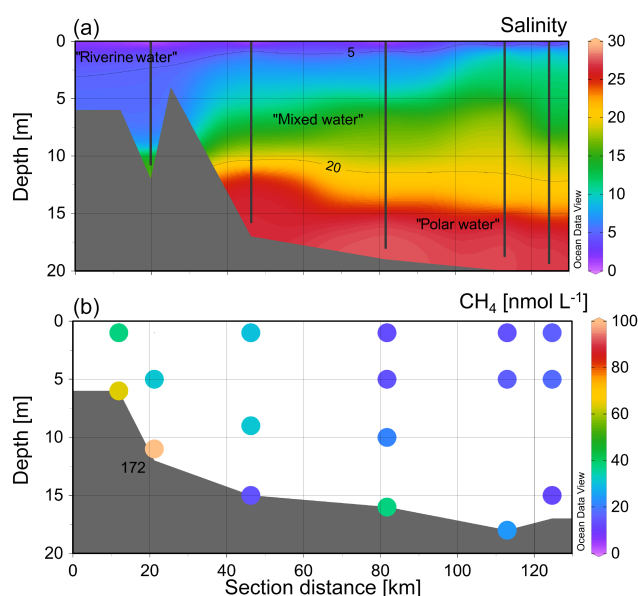 (a)
Salinity
0
5
10
15
20
Depth [m]
"Riverine water"
5
"Mixed water"
20
"Polar water"
Ocean Data View
30
25
20
15
10
5
0
(b)
CH4 [nmol L-1]
0
5
10
15
20
Depth [m]
172
Ocean Data View
100
80
60
40
20
0
0 20 40 60 80 100 120
Section distance [km]